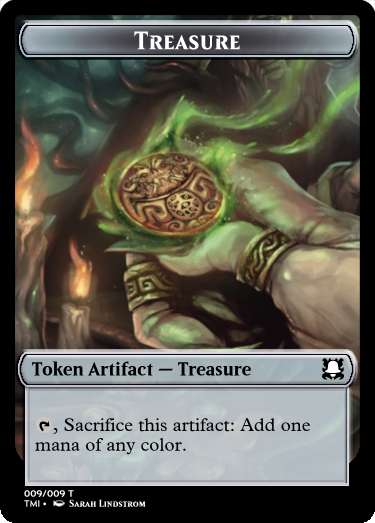 Treasure
Token Artifact — Treasure
, Sacrifice this artifact: Add one
mana of any color.
009/009 T
TMI • Sarah Lindstrom